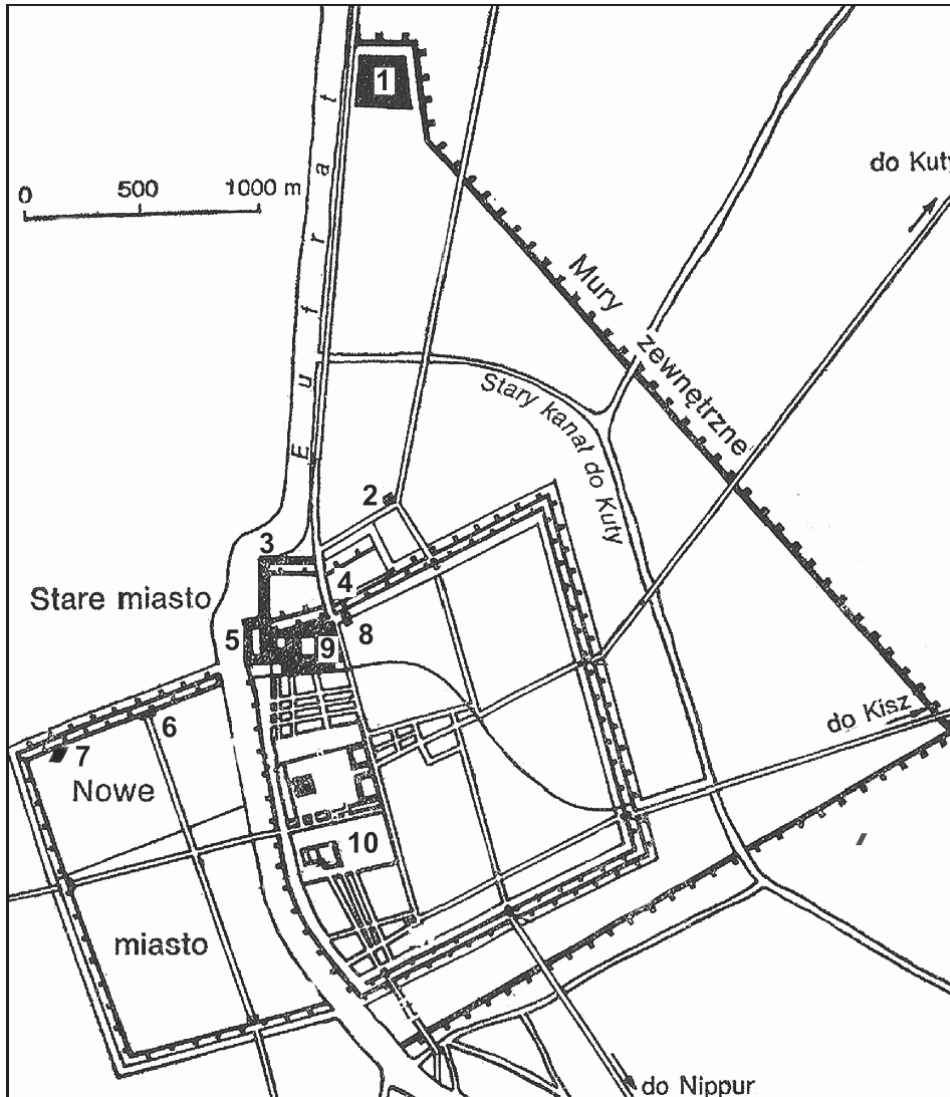 1
0 500 1000 m
do Kuty
Eufrat
Mury zewnętrzne
Stary kanał do Kuty
2
3
4
Stare miasto
5
8
9
6
do Kisz
7
Nowe
10
miasto
do Nippur